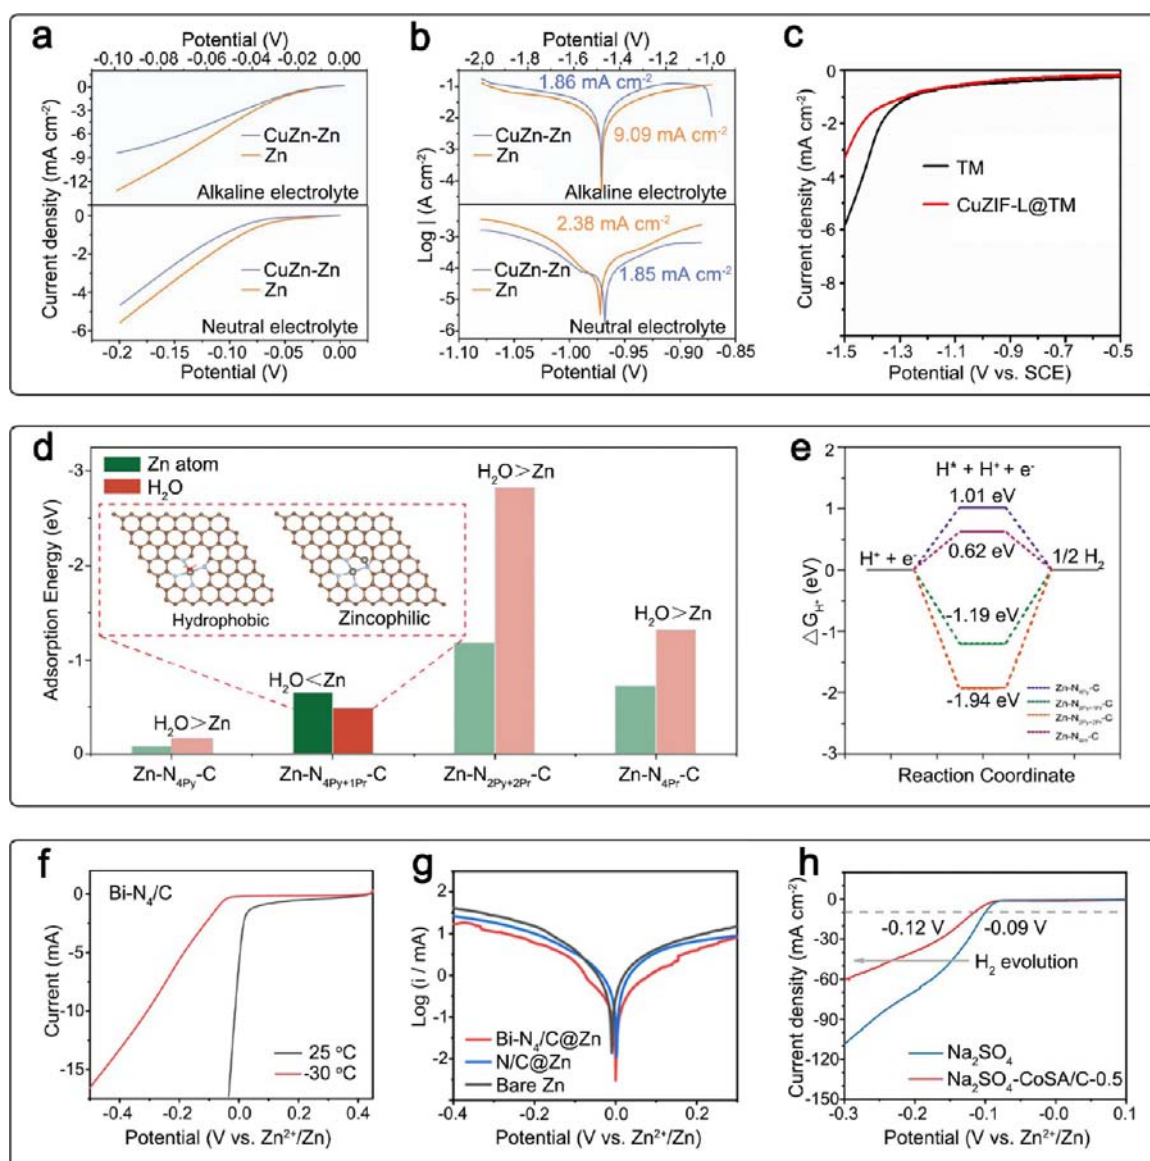 a
Potential (V)
-0.10 -0.08 -0.06 -0.04 -0.02 0.00
0
-3
-6
-9
-12
CuZn-Zn
Zn
Alkaline electrolyte
Current density (mA cm⁻²)
0
-2
-4
-6
CuZn-Zn
Zn
Neutral electrolyte
-0.2 -0.15 -0.10 -0.05 0.00
Potential (V)
b
Potential (V)
-2.0 -1.8 -1.6 -1.4 -1.2 -1.0
-1
-2
-3
-4
1.86 mA cm⁻²
9.09 mA cm⁻²
CuZn-Zn
Zn
Alkaline electrolyte
Log | (A cm⁻²)
-2
-3
-4
-5
-6
2.38 mA cm⁻²
1.85 mA cm⁻²
CuZn-Zn
Zn
Neutral electrolyte
-1.10 -1.05 -1.00 -0.95 -0.90 0.85
Potential (V)
c
Current density (mA cm⁻²)
0
-2
-4
-6
-8
TM
CuZIF-L@TM
-1.5 -1.3 -1.1 -0.9 -0.7 -0.5
Potential (V vs. SCE)
d
Adsorption Energy (eV)
-3
-2
-1
0
Zn atom
H₂O
Hydrophobic
Zincophilic
H₂O>Zn
H₂O<Zn
H₂O>Zn
H₂O>Zn
Zn-N₄Py-C
Zn-N₄Py+1Pr-C
Zn-N₂Py+2Pr-C
Zn-N₄Pr-C
e
△G_H* (eV)
2
1
0
-1
-2
-3
H* + H⁺ + e⁻
1.01 eV
0.62 eV
H⁺ + e⁻
1/2 H₂
-1.19 eV
-1.94 eV
Reaction Coordinate
f
Bi-N₄/C
Current (mA)
0
-5
-10
-15
25 °C
-30 °C
-0.4 -0.2 0.0 0.2 0.4
Potential (V vs. Zn²⁺/Zn)
g
Log (i / mA)
2
1
0
-1
-2
Bi-N₄/C@Zn
N/C@Zn
Bare Zn
-0.4 -0.2 0.0 0.2
Potential (V vs. Zn²⁺/Zn)
h
Current density (mA cm⁻²)
0
-30
-60
-90
-120
-150
-0.12 V
-0.09 V
H₂ evolution
Na₂SO₄
Na₂SO₄-CoSA/C-0.5
-0.3 -0.2 -0.1 -0.0 0.1
Potential (V vs. Zn²⁺/Zn)